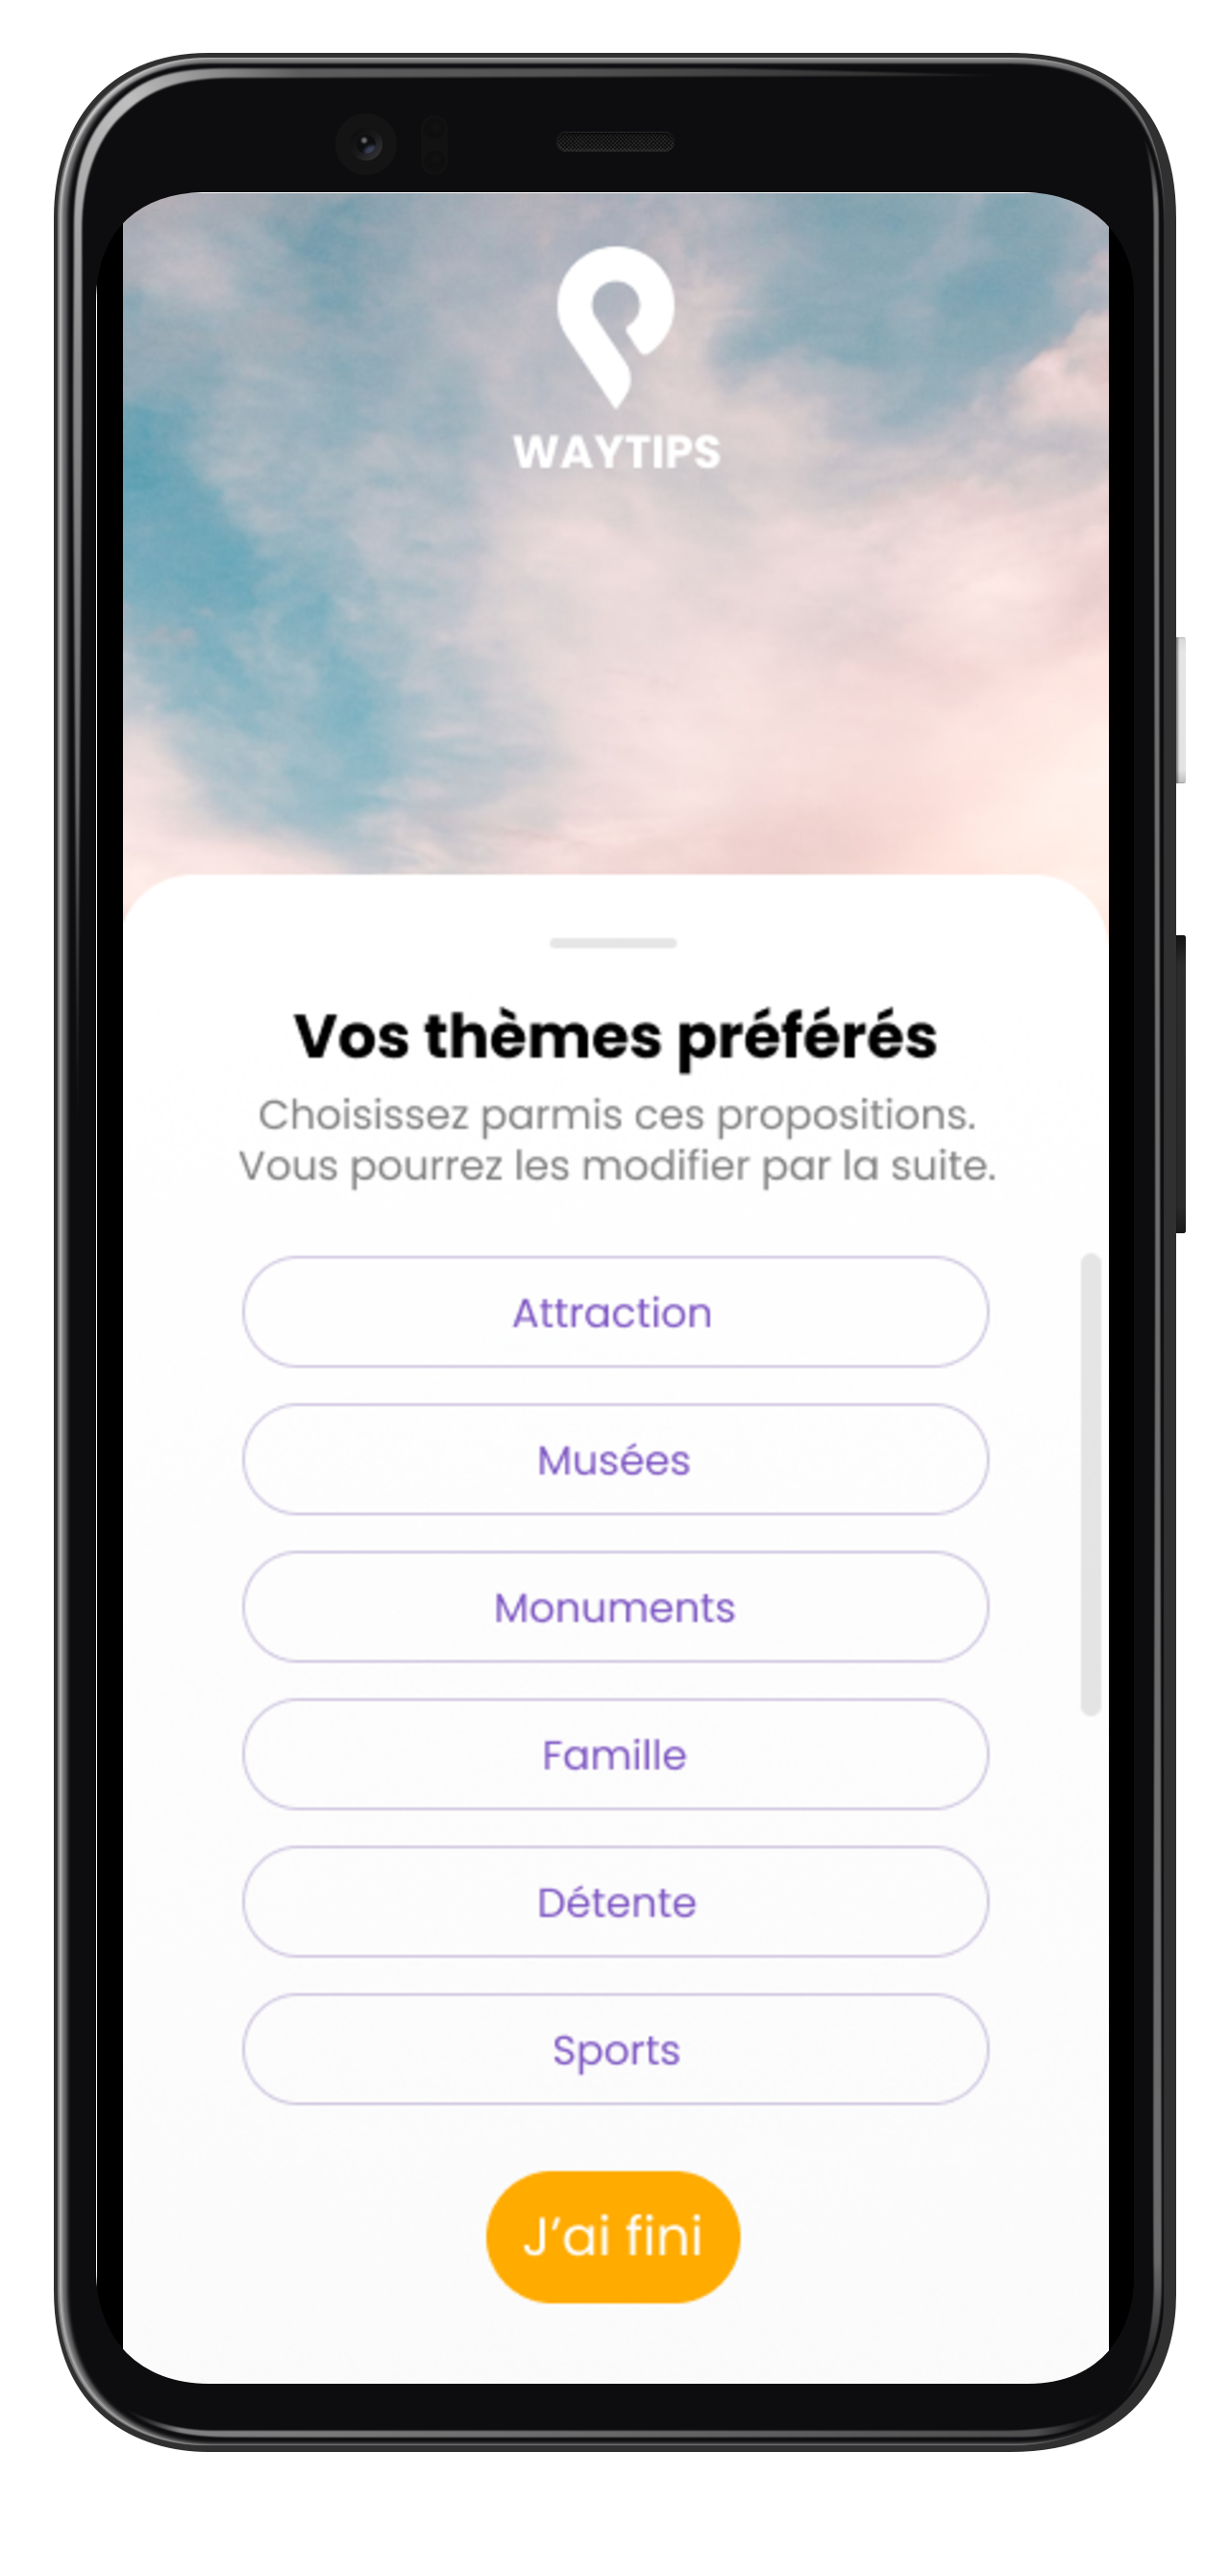 WAYTIPS
Vos thèmes préférés
Choisissez parmis ces propositions.
Vous pourrez les modifier par la suite.
Attraction
Musées
Monuments
Famille
Détente
Sports
J’ai fini